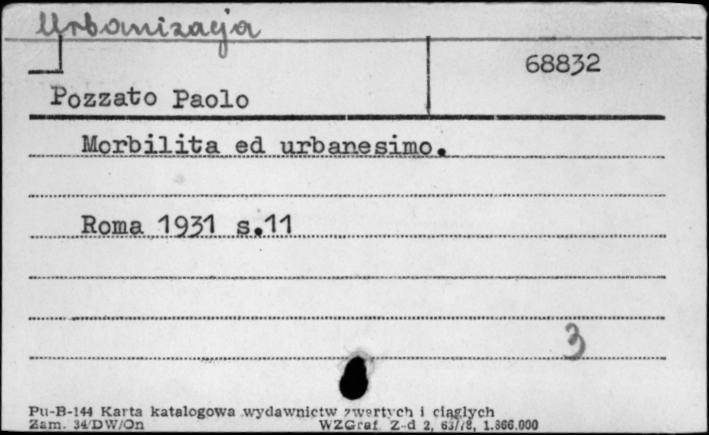 Urbanizacja
68832
Pozzato Paolo
Morbilita ed urbanesimo.
Roma 1931 s.11
3
Pu-B-144 Karta katalogowa wydawnictw zwartych i ciągłych
Zam. 34/DW/On WZGraf. Z-d 2, 63/78, 1.866.000